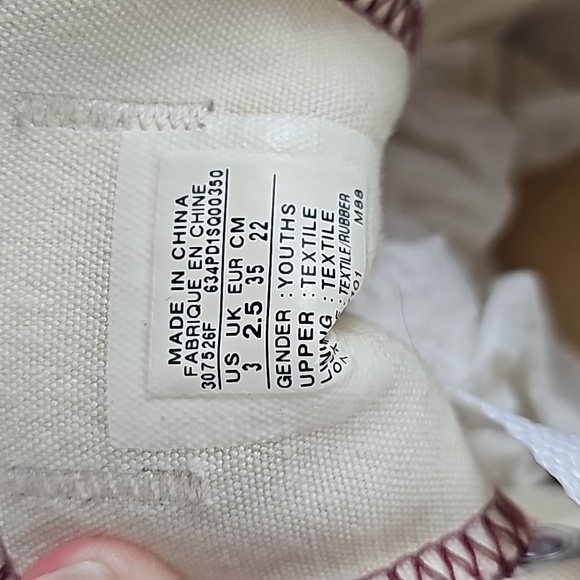 MADE IN CHINA
FABRIQUE EN CHINE
307526F 634PD1SQ00350
US UK EUR CM
3 2.5 35 22
GENDER : YOUTHS
UPPER : TEXTILE
LINING : TEXTILE
: TEXTILE/RUBBER
M88